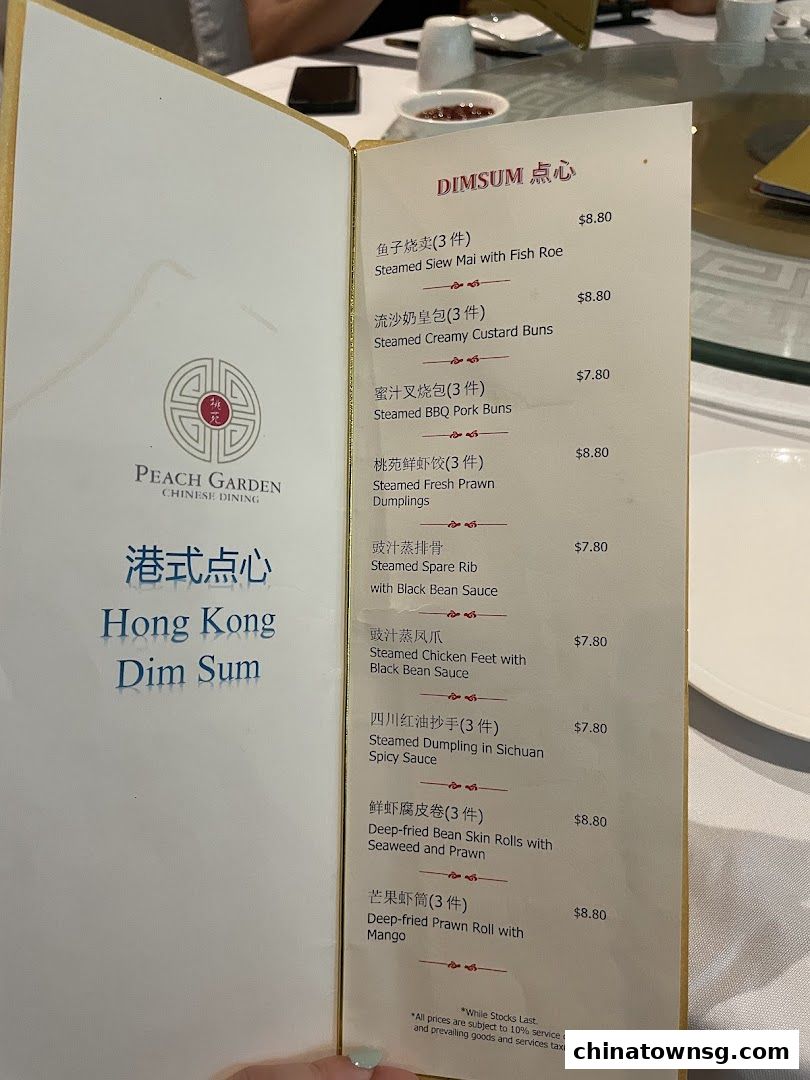 桃苑
PEACH GARDEN
CHINESE DINING
港式点心
Hong Kong
Dim Sum
DIMSUM 点心
鱼子烧卖(3 件)
Steamed Siew Mai with Fish Roe
$8.80
流沙奶皇包(3 件)
Steamed Creamy Custard Buns
$8.80
蜜汁叉烧包(3 件)
Steamed BBQ Pork Buns
$7.80
桃苑鲜虾饺(3 件)
Steamed Fresh Prawn
Dumplings
$8.80
豉汁蒸排骨
Steamed Spare Rib
with Black Bean Sauce
$7.80
豉汁蒸凤爪
Steamed Chicken Feet with
Black Bean Sauce
$7.80
四川红油抄手(3 件)
Steamed Dumpling in Sichuan
Spicy Sauce
$7.80
鲜虾腐皮卷(3 件)
Deep-fried Bean Skin Rolls with
Seaweed and Prawn
$8.80
芒果虾筒(3 件)
Deep-fried Prawn Roll with
Mango
$8.80
*While Stocks Last.
*All prices are subject to 10% service
and prevailing goods and services
chinatownsg.com